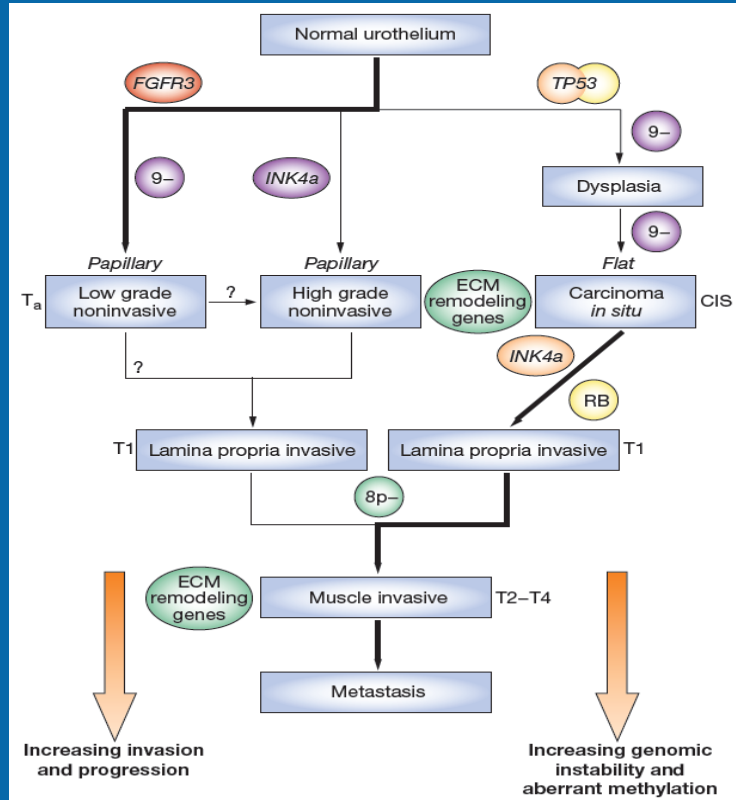 Normal urothelium
FGFR3
TP53
9–
INK4a
9–
Dysplasia
9–
Papillary
Papillary
Flat
Ta
Low grade
noninvasive
?
High grade
noninvasive
ECM
remodeling
genes
Carcinoma
in situ
CIS
?
INK4a
RB
T1
Lamina propria invasive
Lamina propria invasive
T1
8p–
ECM
remodeling
genes
Muscle invasive
T2–T4
Metastasis
Increasing invasion
and progression
Increasing genomic
instability and
aberrant methylation